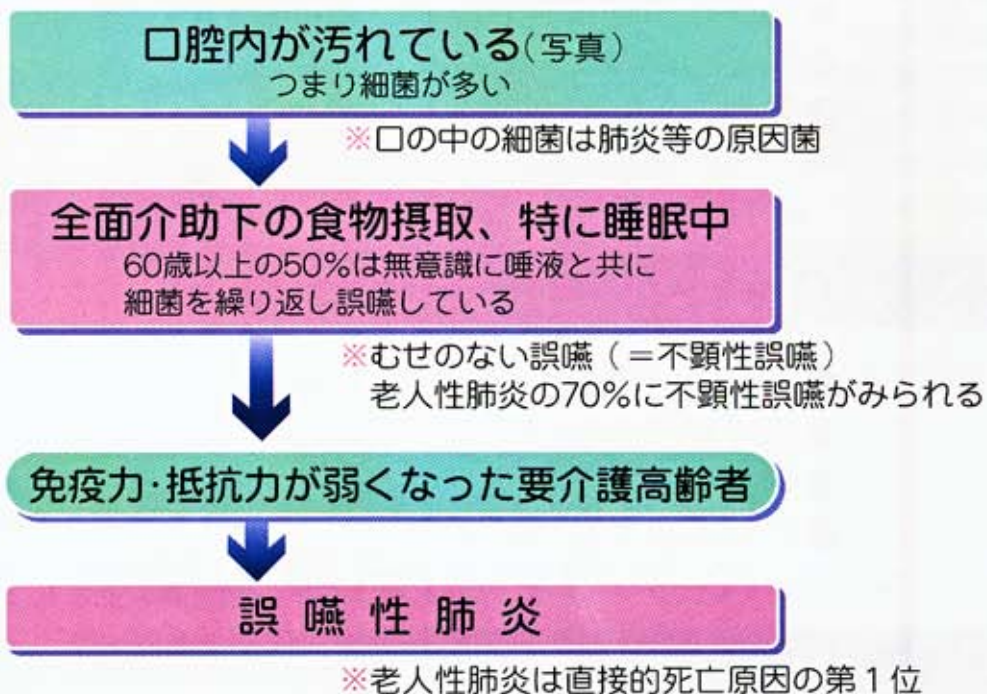 口腔内が汚れている(写真)
つまり細菌が多い
※口の中の細菌は肺炎等の原因菌
全面介助下の食物摂取、特に睡眠中
60歳以上の50%は無意識に唾液と共に
細菌を繰り返し誤嚥している
※むせのない誤嚥(=不顕性誤嚥)
老人性肺炎の70%に不顕性誤嚥がみられる
免疫力・抵抗力が弱くなった要介護高齢者
誤嚥性肺炎
※老人性肺炎は直接的死亡原因の第1位